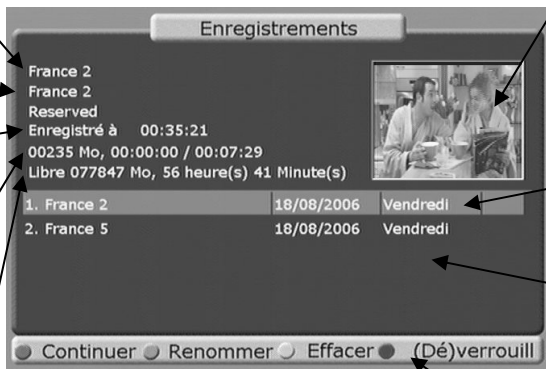 Enregistrements
France 2
France 2
Reserved
Enregistré à 00:35:21
00235 Mo, 00:00:00 / 00:07:29
Libre 077847 Mo, 56 heure(s) 41 Minute(s)
1. France 2 18/08/2006 Vendredi
2. France 5 18/08/2006 Vendredi
Continuer Renommer Effacer (Dé)verrouill